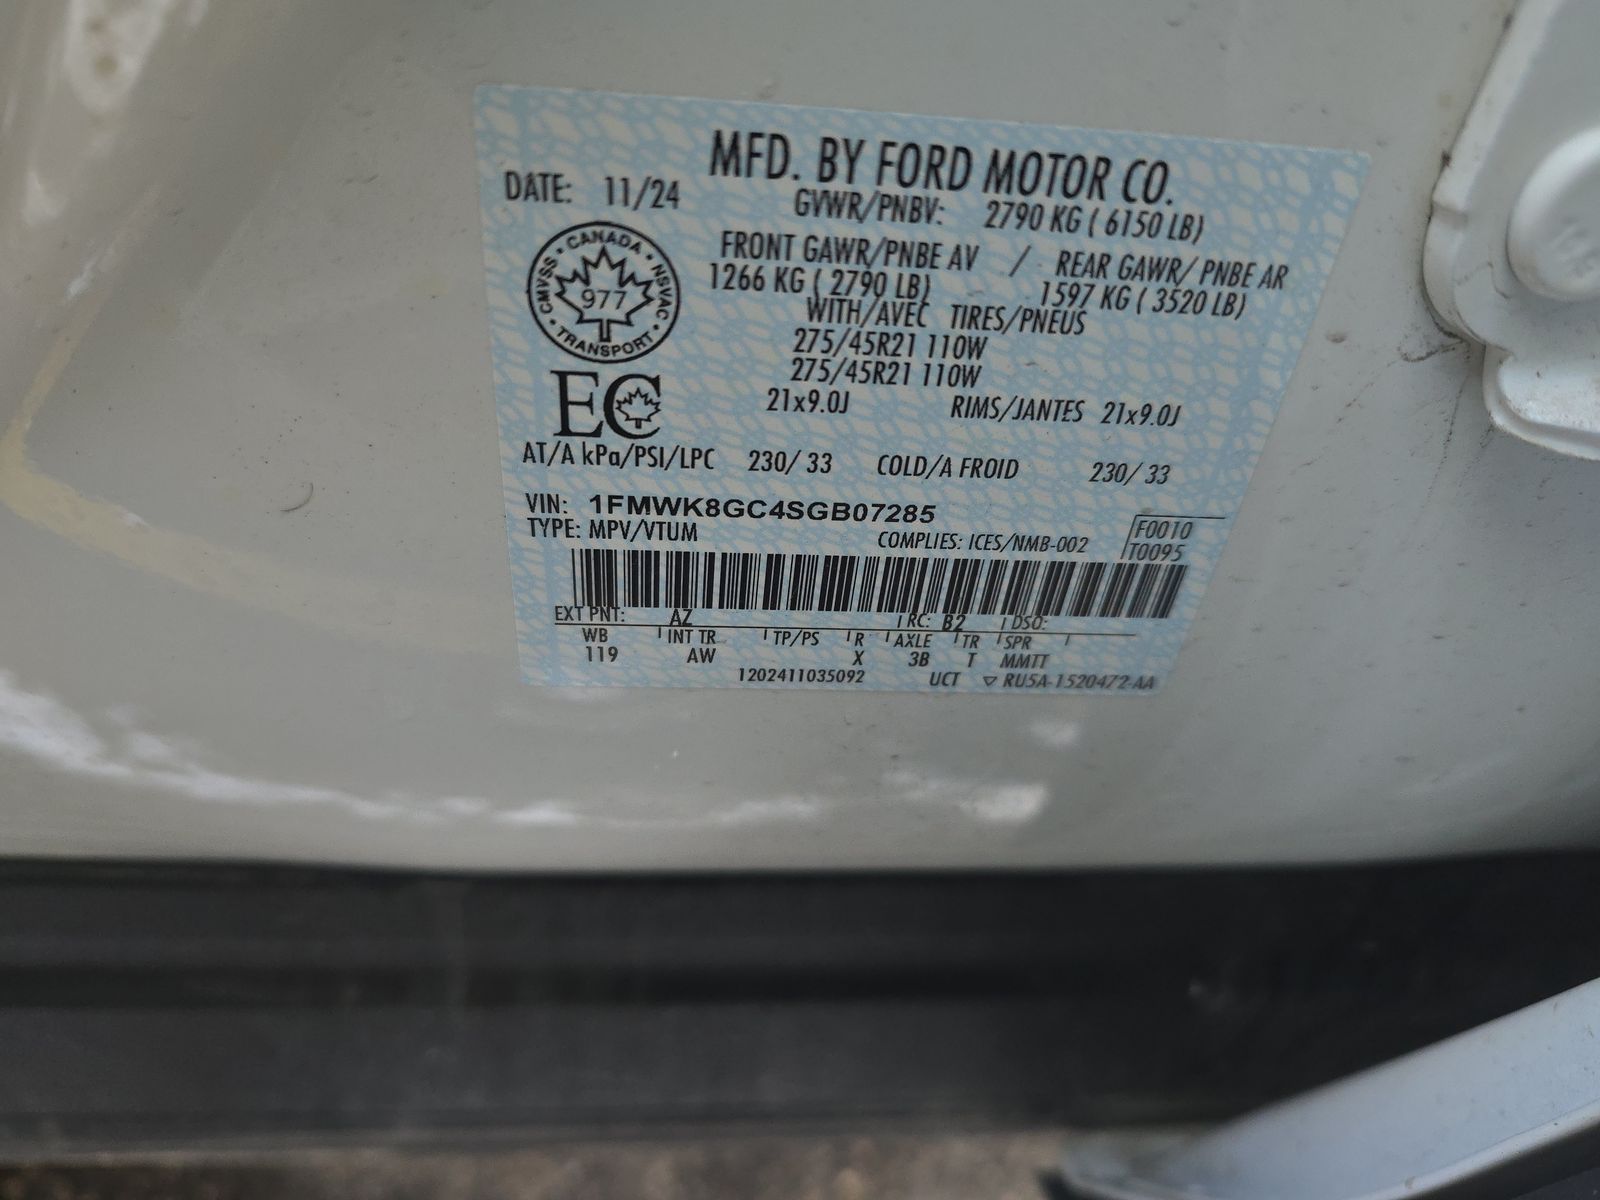 MFD. BY FORD MOTOR CO.
DATE: 11/24
GVWR/PNBV: 2790 KG ( 6150 LB)
FRONT GAWR/PNBE AV / REAR GAWR/ PNBE AR
1266 KG ( 2790 LB) 1597 KG ( 3520 LB)
WITH/AVEC TIRES/PNEUS
275/45R21 110W
275/45R21 110W
21x9.0J RIMS/JANTES 21x9.0J
CANADA
CMVSS • NSVAC
977
TRANSPORT
EC
AT/A kPa/PSI/LPC 230/ 33 COLD/A FROID 230/ 33
VIN: 1FMWK8GC4SGB07285
TYPE: MPV/VTUM
COMPLIES: ICES/NMB-002
F0010
T0095
EXT PNT: AZ RC: B2 DSO:
WB INT TR TP/PS R AXLE TR SPR
119 AW X 3B T MMTT
1202411035092 UCT ▽ RU5A-1520472-AA